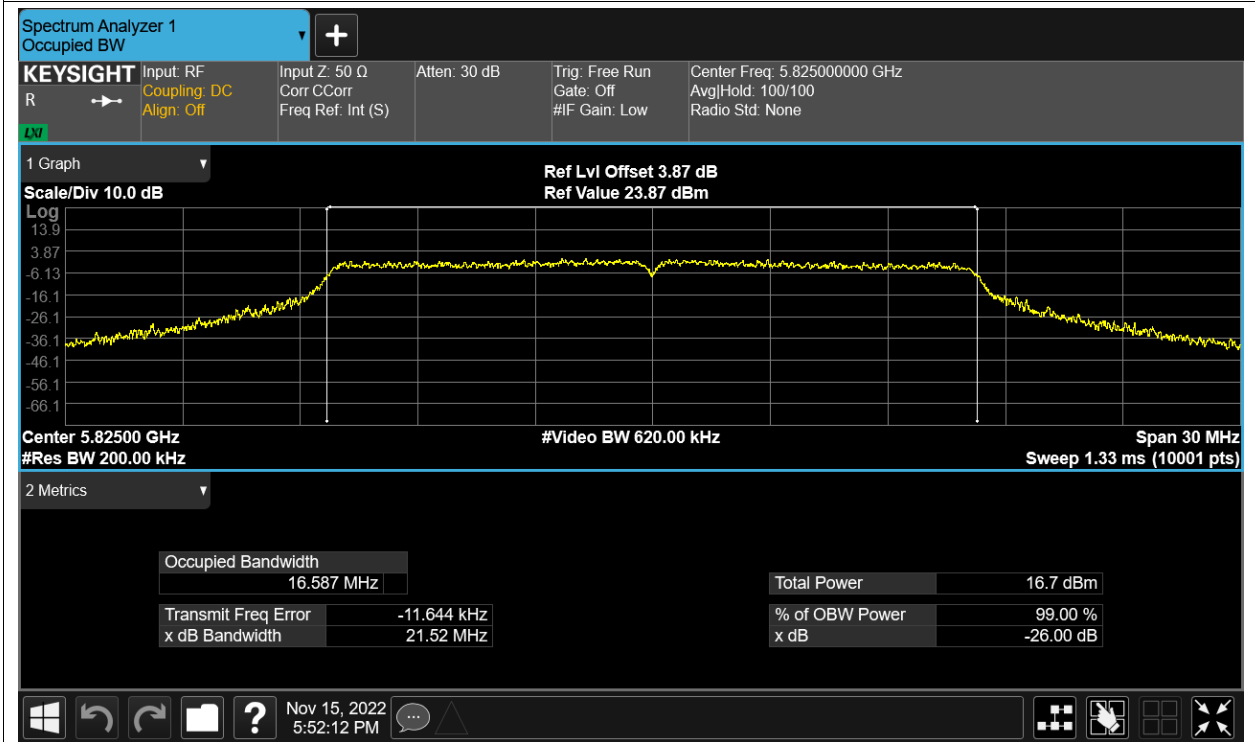 Spectrum Analyzer 1
Occupied BW
KEYSIGHT Input: RF Input Z: 50 Ω Atten: 30 dB Trig: Free Run Center Freq: 5.825000000 GHz
R Coupling: DC Corr CCorr Gate: Off Avg|Hold: 100/100
Align: Off Freq Ref: Int (S) #IF Gain: Low Radio Std: None
LXI
1 Graph Ref Lvl Offset 3.87 dB
Scale/Div 10.0 dB Ref Value 23.87 dBm
Log
13.9
3.87
-6.13
-16.1
-26.1
-36.1
-46.1
-56.1
-66.1
Center 5.82500 GHz #Video BW 620.00 kHz Span 30 MHz
#Res BW 200.00 kHz Sweep 1.33 ms (10001 pts)
2 Metrics
Occupied Bandwidth
16.587 MHz Total Power 16.7 dBm
Transmit Freq Error -11.644 kHz % of OBW Power 99.00 %
x dB Bandwidth 21.52 MHz x dB -26.00 dB
? Nov 15, 2022
5:52:12 PM